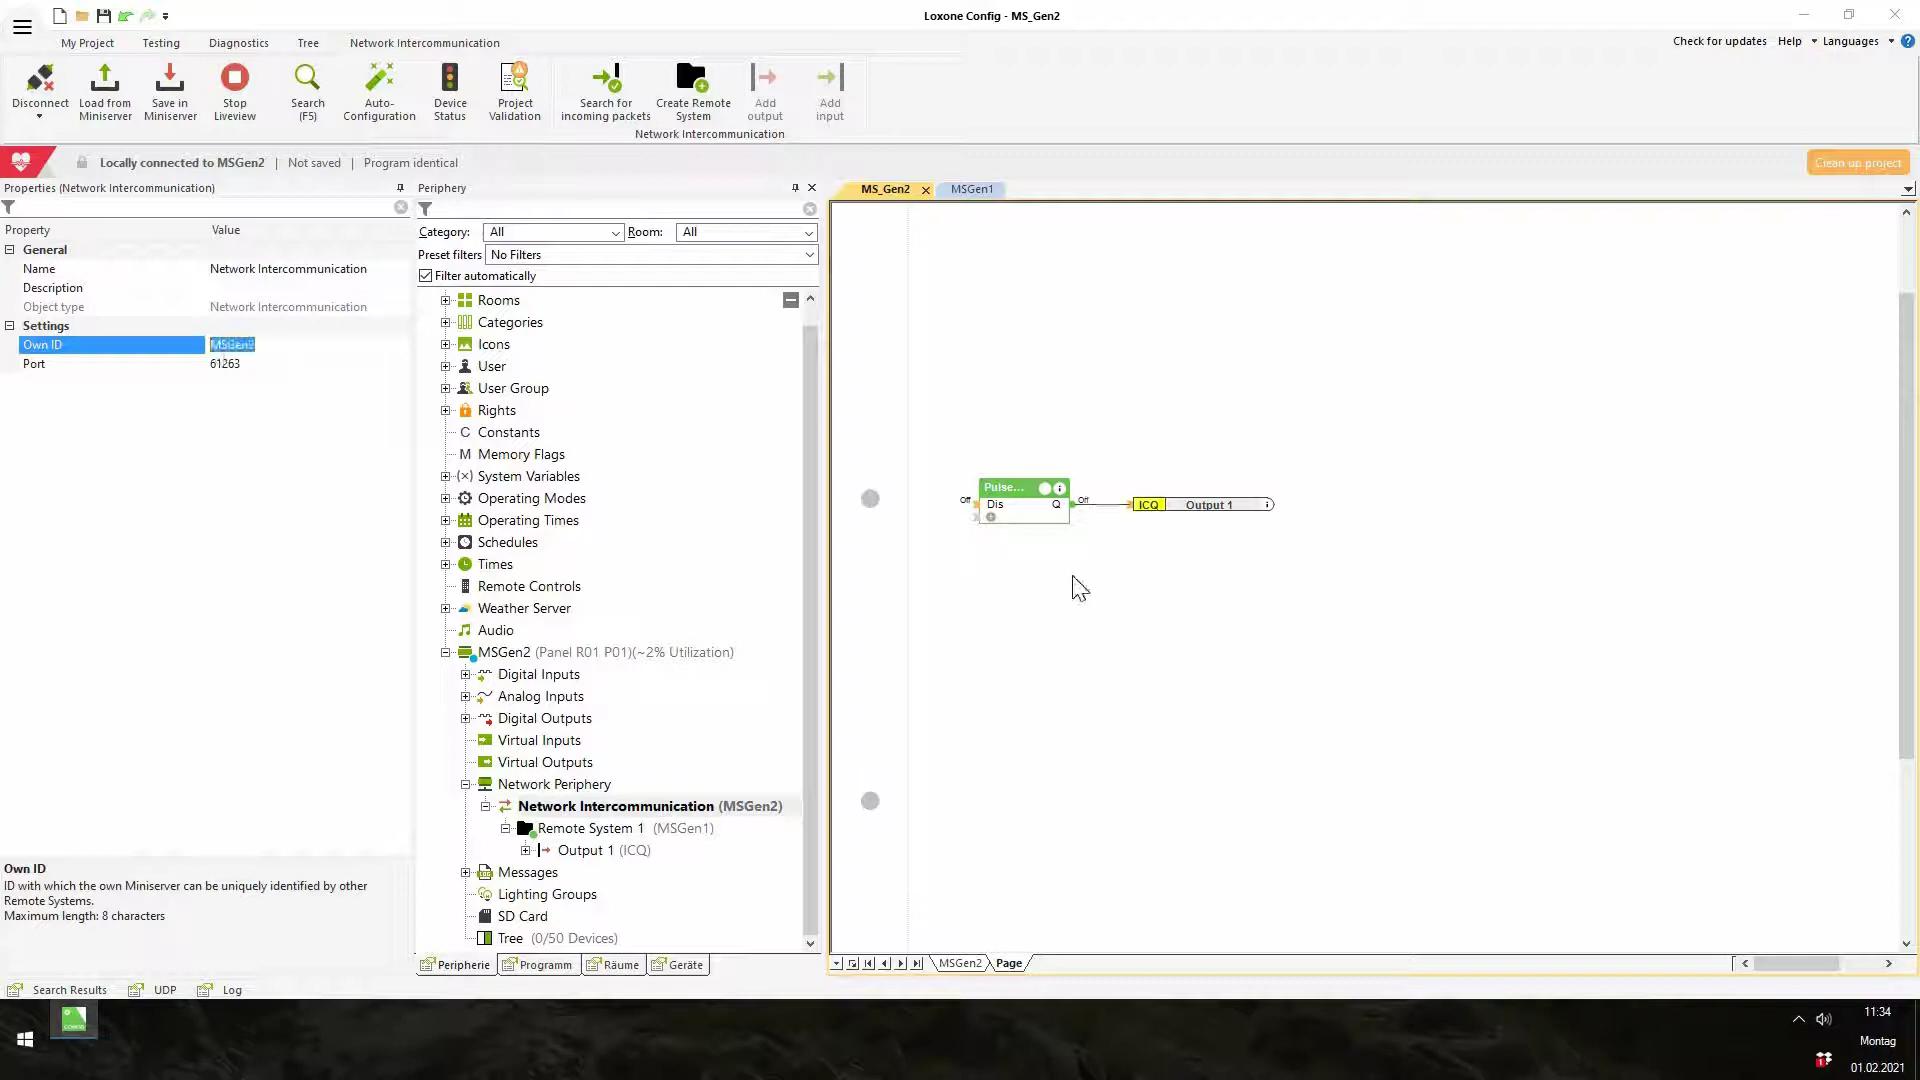 Loxone Config - MS_Gen2
My Project Testing Diagnostics Tree Network Intercommunication
Check for updates Help Languages
Disconnect
Load from Miniserver
Save in Miniserver
Stop Liveview
Search (F5)
Auto-Configuration
Device Status
Project Validation
Search for incoming packets
Create Remote System
Add output
Add input
Network Intercommunication
Locally connected to MSGen2 | Not saved | Program identical
Clean up project
Properties (Network Intercommunication)
Property Value
General
Name Network Intercommunication
Description
Object type Network Intercommunication
Settings
Own ID MSGen2
Port 61263
Own ID
ID with which the own Miniserver can be uniquely identified by other
Remote Systems.
Maximum length: 8 characters
Periphery
Category: All Room: All
Preset filters No Filters
Filter automatically
Rooms
Categories
Icons
User
User Group
Rights
C Constants
M Memory Flags
(×) System Variables
Operating Modes
Operating Times
Schedules
Times
Remote Controls
Weather Server
Audio
MSGen2 (Panel R01 P01)(~2% Utilization)
Digital Inputs
Analog Inputs
Digital Outputs
Virtual Inputs
Virtual Outputs
Network Periphery
Network Intercommunication (MSGen2)
Remote System 1 (MSGen1)
Output 1 (ICQ)
Messages
Lighting Groups
SD Card
Tree (0/50 Devices)
Peripherie Programm Räume Geräte
MS_Gen2 MSGen1
Pulse...
Off Dis Q Off
ICQ Output 1
MSGen2 Page
Search Results UDP Log
CONFIG
11:34
Montag
01.02.2021